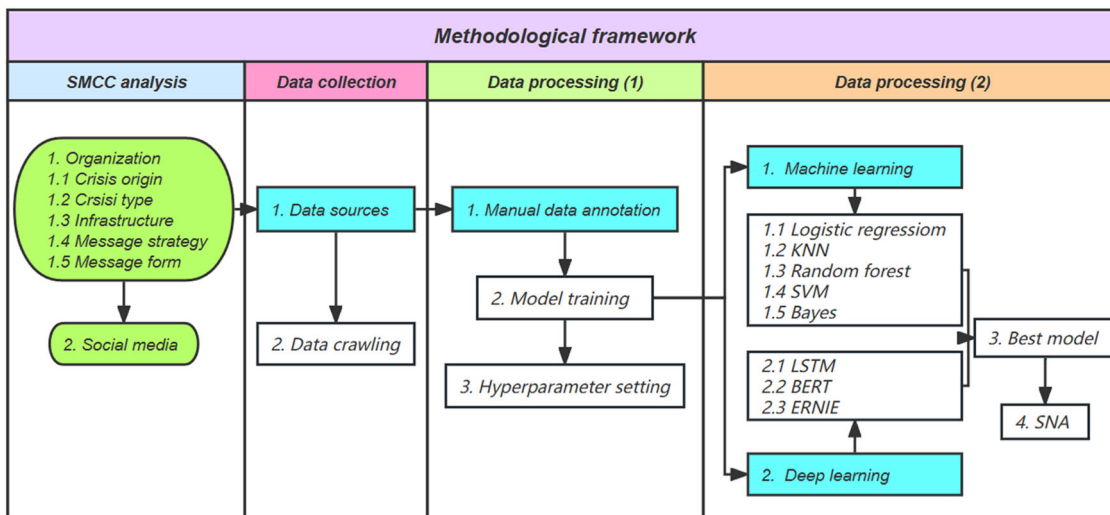 Methodological framework
SMCC analysis
Data collection
Data processing (1)
Data processing (2)
1. Organization
1.1 Crisis origin
1.2 Crsisi type
1.3 Infrastructure
1.4 Message strategy
1.5 Message form
2. Social media
1. Data sources
2. Data crawling
1. Manual data annotation
2. Model training
3. Hyperparameter setting
1. Machine learning
1.1 Logistic regressiom
1.2 KNN
1.3 Random forest
1.4 SVM
1.5 Bayes
2.1 LSTM
2.2 BERT
2.3 ERNIE
2. Deep learning
3. Best model
4. SNA